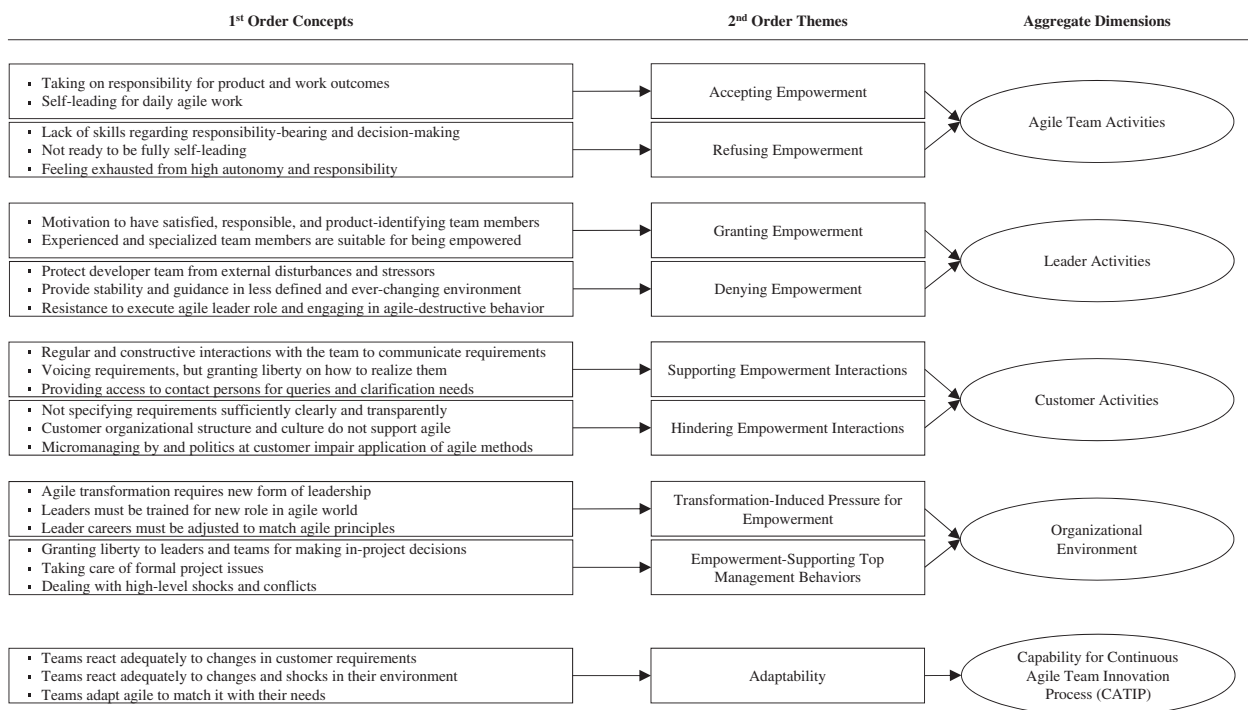 1st Order Concepts
2nd Order Themes
Aggregate Dimensions
▪ Taking on responsibility for product and work outcomes
▪ Self-leading for daily agile work
Accepting Empowerment
▪ Lack of skills regarding responsibility-bearing and decision-making
▪ Not ready to be fully self-leading
▪ Feeling exhausted from high autonomy and responsibility
Refusing Empowerment
Agile Team Activities
▪ Motivation to have satisfied, responsible, and product-identifying team members
▪ Experienced and specialized team members are suitable for being empowered
Granting Empowerment
▪ Protect developer team from external disturbances and stressors
▪ Provide stability and guidance in less defined and ever-changing environment
▪ Resistance to execute agile leader role and engaging in agile-destructive behavior
Denying Empowerment
Leader Activities
▪ Regular and constructive interactions with the team to communicate requirements
▪ Voicing requirements, but granting liberty on how to realize them
▪ Providing access to contact persons for queries and clarification needs
Supporting Empowerment Interactions
▪ Not specifying requirements sufficiently clearly and transparently
▪ Customer organizational structure and culture do not support agile
▪ Micromanaging by and politics at customer impair application of agile methods
Hindering Empowerment Interactions
Customer Activities
▪ Agile transformation requires new form of leadership
▪ Leaders must be trained for new role in agile world
▪ Leader careers must be adjusted to match agile principles
Transformation-Induced Pressure for
Empowerment
▪ Granting liberty to leaders and teams for making in-project decisions
▪ Taking care of formal project issues
▪ Dealing with high-level shocks and conflicts
Empowerment-Supporting Top
Management Behaviors
Organizational
Environment
▪ Teams react adequately to changes in customer requirements
▪ Teams react adequately to changes and shocks in their environment
▪ Teams adapt agile to match it with their needs
Adaptability
Capability for Continuous
Agile Team Innovation
Process (CATIP)